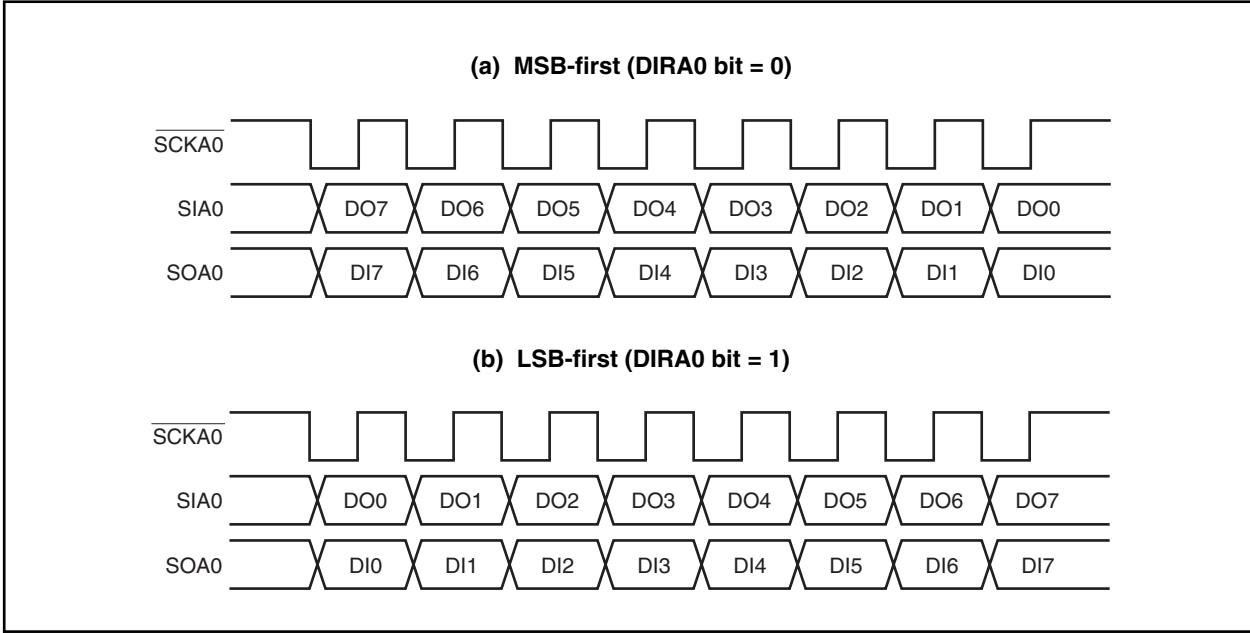 (a) MSB-first (DIRA0 bit = 0)
SCKA0
SIA0 DO7 DO6 DO5 DO4 DO3 DO2 DO1 DO0
SOA0 DI7 DI6 DI5 DI4 DI3 DI2 DI1 DI0
(b) LSB-first (DIRA0 bit = 1)
SCKA0
SIA0 DO0 DO1 DO2 DO3 DO4 DO5 DO6 DO7
SOA0 DI0 DI1 DI2 DI3 DI4 DI5 DI6 DI7